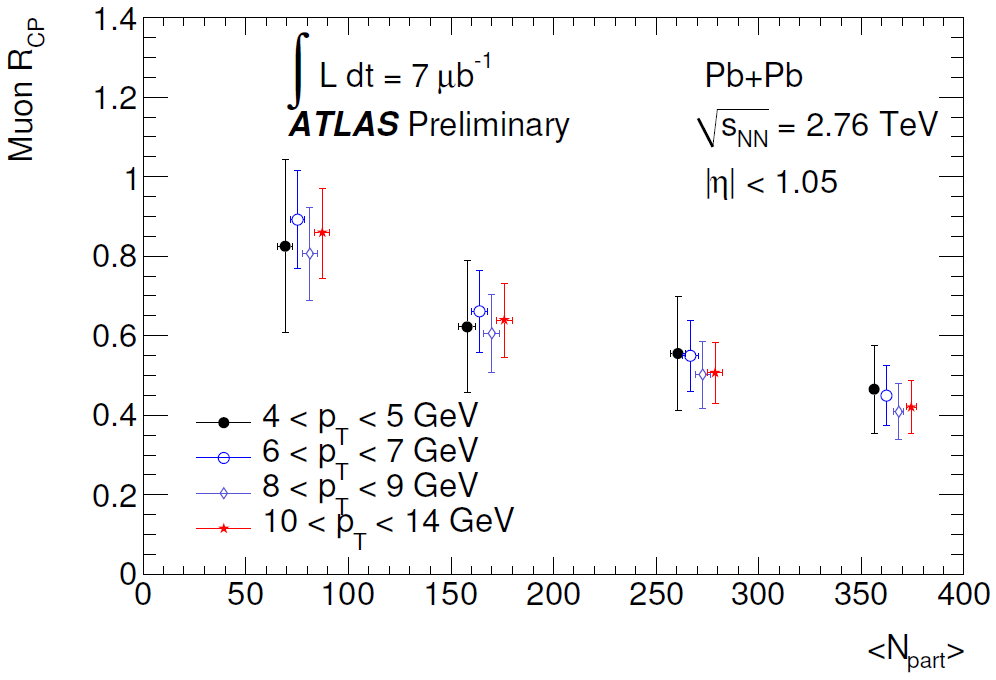 Muon R_CP
1.4
1.2
1
0.8
0.6
0.4
0.2
0
∫ L dt = 7 μb⁻¹
ATLAS Preliminary
Pb+Pb
√s_NN = 2.76 TeV
|η| < 1.05
4 < p_T < 5 GeV
6 < p_T < 7 GeV
8 < p_T < 9 GeV
10 < p_T < 14 GeV
0 50 100 150 200 250 300 350 400
<N_part>